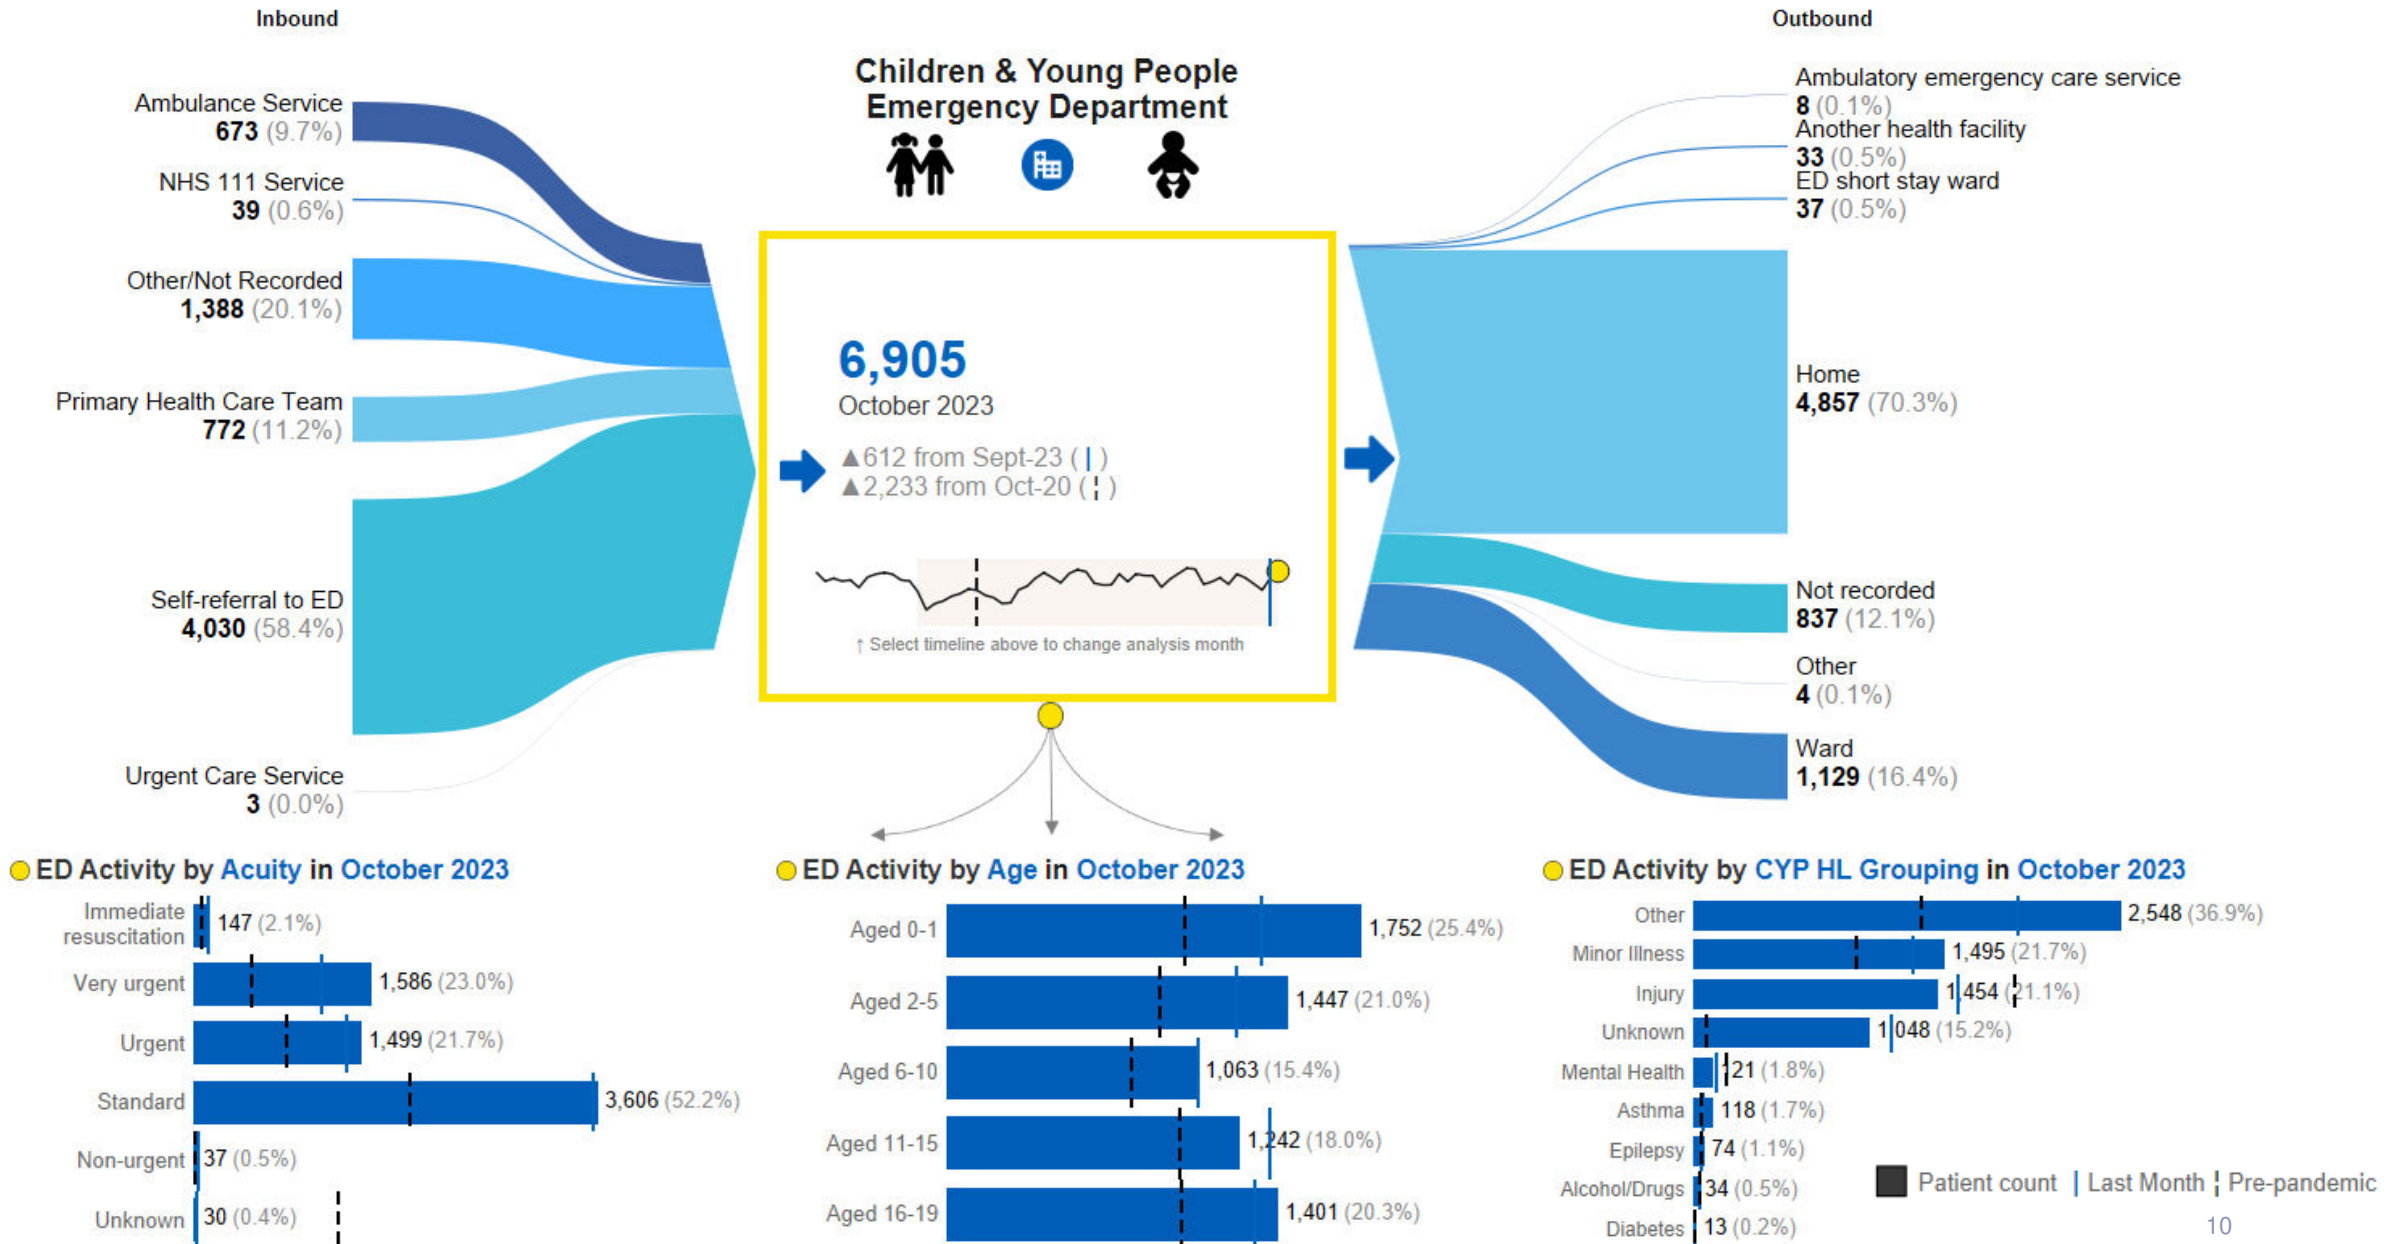 Inbound
Outbound
Children & Young People
Emergency Department
Ambulance Service
673 (9.7%)
NHS 111 Service
39 (0.6%)
Other/Not Recorded
1,388 (20.1%)
Primary Health Care Team
772 (11.2%)
Self-referral to ED
4,030 (58.4%)
Urgent Care Service
3 (0.0%)
6,905
October 2023
▲612 from Sept-23 ( | )
▲2,233 from Oct-20 ( ¦ )
↑ Select timeline above to change analysis month
Ambulatory emergency care service
8 (0.1%)
Another health facility
33 (0.5%)
ED short stay ward
37 (0.5%)
Home
4,857 (70.3%)
Not recorded
837 (12.1%)
Other
4 (0.1%)
Ward
1,129 (16.4%)
ED Activity by Acuity in October 2023
Immediate
resuscitation
147 (2.1%)
Very urgent
1,586 (23.0%)
Urgent
1,499 (21.7%)
Standard
3,606 (52.2%)
Non-urgent
37 (0.5%)
Unknown
30 (0.4%)
ED Activity by Age in October 2023
Aged 0-1
1,752 (25.4%)
Aged 2-5
1,447 (21.0%)
Aged 6-10
1,063 (15.4%)
Aged 11-15
1,242 (18.0%)
Aged 16-19
1,401 (20.3%)
ED Activity by CYP HL Grouping in October 2023
Other
2,548 (36.9%)
Minor Illness
1,495 (21.7%)
Injury
1,454 (21.1%)
Unknown
1,048 (15.2%)
Mental Health
121 (1.8%)
Asthma
118 (1.7%)
Epilepsy
74 (1.1%)
Alcohol/Drugs
34 (0.5%)
Diabetes
13 (0.2%)
Patient count | Last Month ¦ Pre-pandemic
10